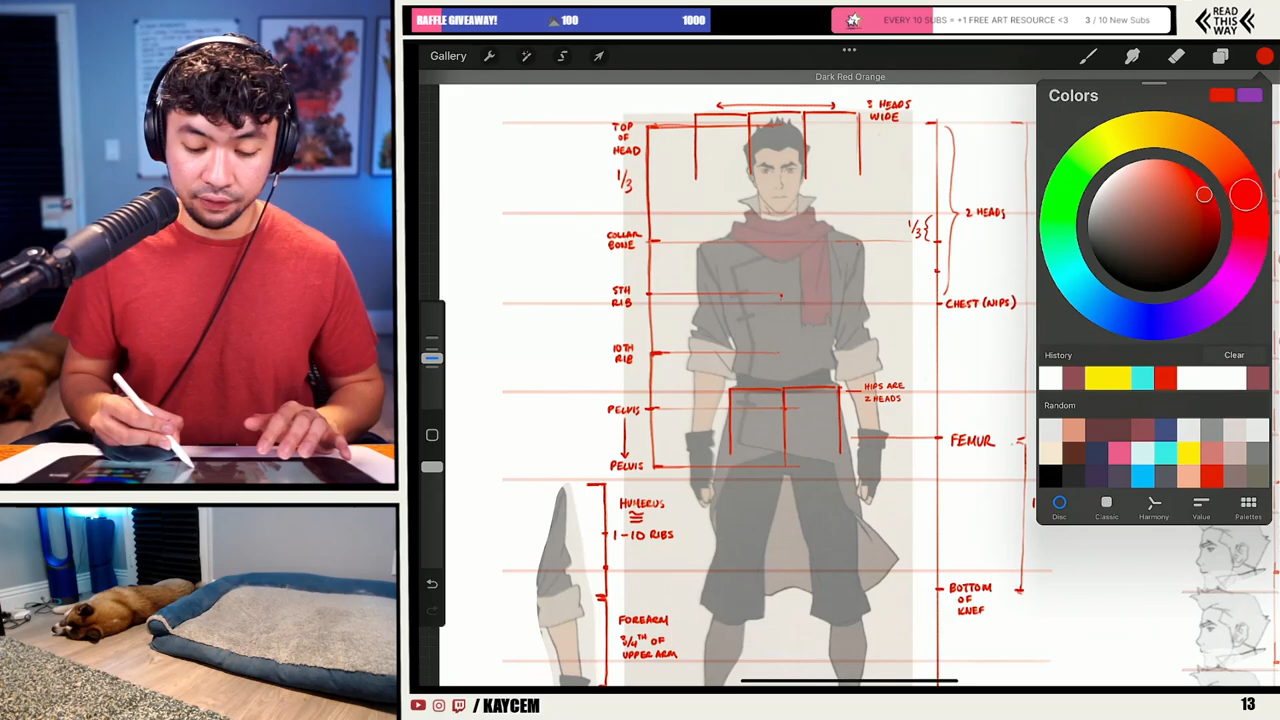 RAFFLE GIVEAWAY!
100
1000
EVERY 10 SUBS = +1 FREE ART RESOURCE <3
3 / 10 New Subs
READ
THIS
WAY
Gallery
Dark Red Orange
Colors
History
Clear
Random
Disc
Classic
Harmony
Value
Palettes
3 HEADS
WIDE
TOP
OF
HEAD
1/3
COLLAR
BONE
5TH
RIB
10TH
RIB
PELVIS
PELVIS
HUMERUS
1-10 RIBS
FOREARM
3/4TH OF
UPPER ARM
HIPS ARE
2 HEADS
2 HEADS
1/3
CHEST (NIPS)
FEMUR
BOTTOM
OF
KNEE
/ KAYCEM
13